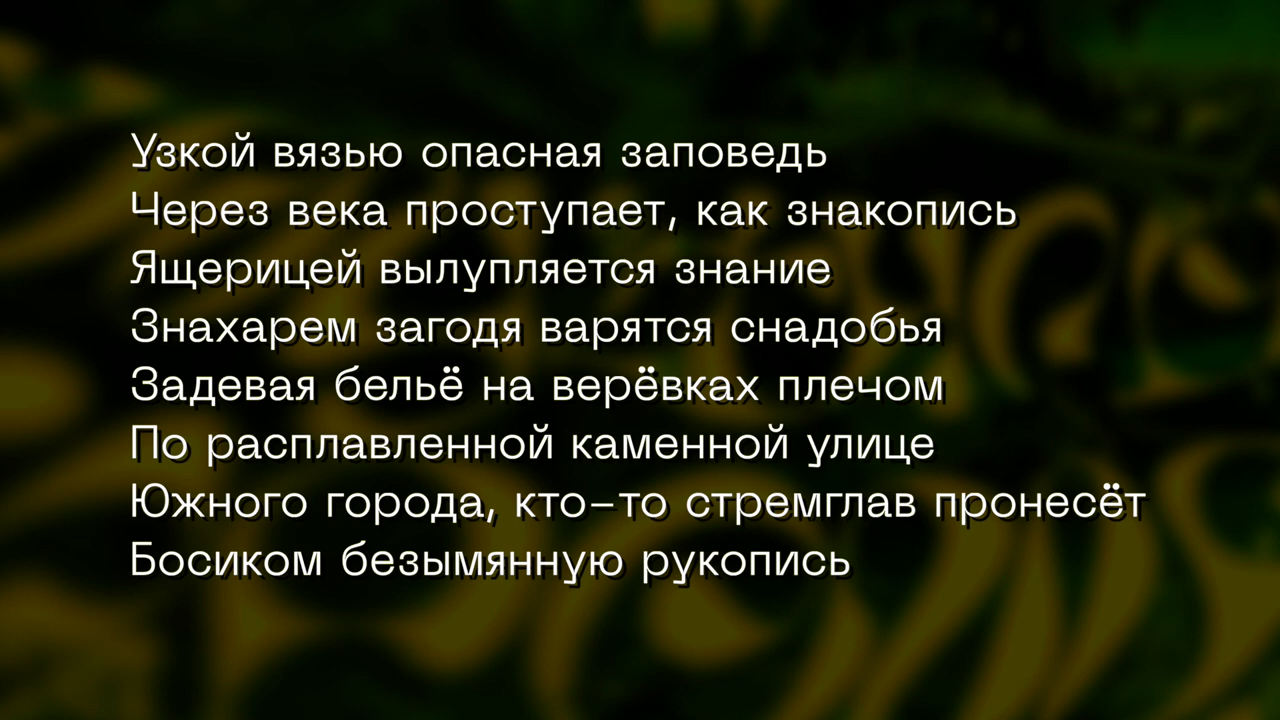 Узкой вязью опасная заповедь
Через века проступает, как знакопись
Ящерицей вылупляется знание
Знахарем загодя варятся снадобья
Задевая бельё на верёвках плечом
По расплавленной каменной улице
Южного города, кто-то стремглав пронесёт
Босиком безымянную рукопись